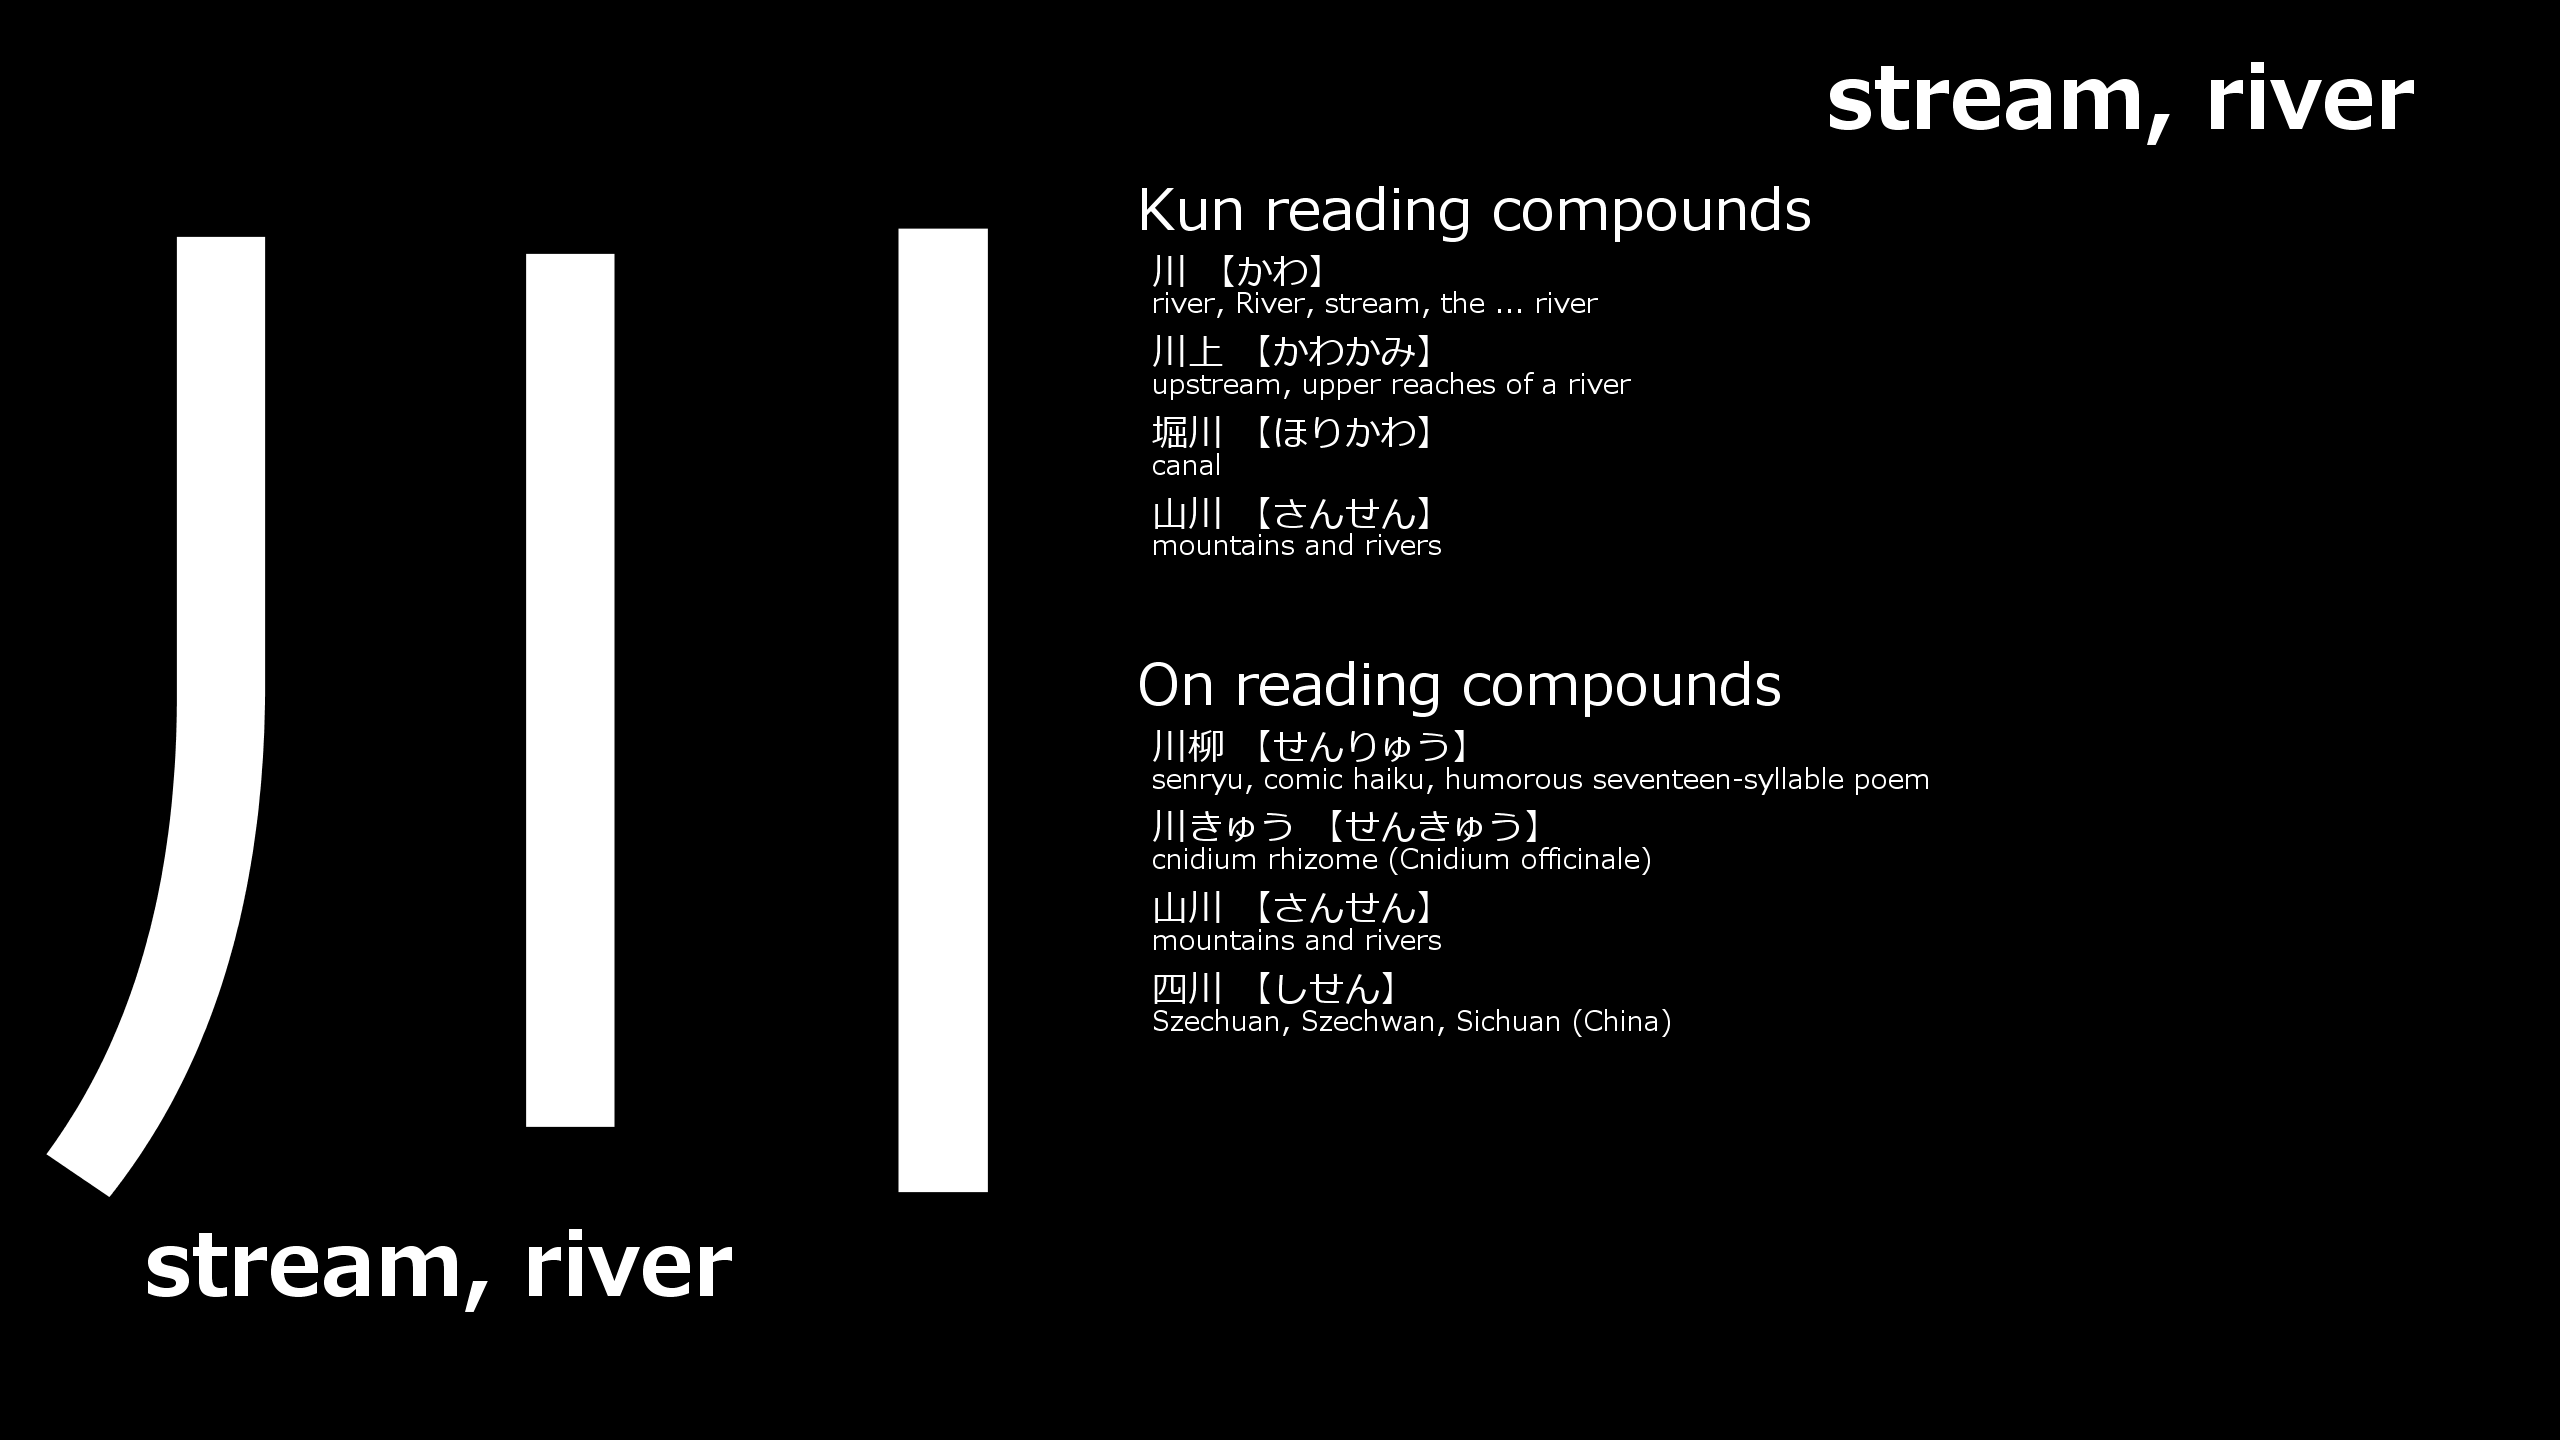 stream, river
川
stream, river
Kun reading compounds
川 【かわ】
river, River, stream, the ... river
川上 【かわかみ】
upstream, upper reaches of a river
堀川 【ほりかわ】
canal
山川 【さんせん】
mountains and rivers
On reading compounds
川柳 【せんりゅう】
senryu, comic haiku, humorous seventeen-syllable poem
川きゅう 【せんきゅう】
cnidium rhizome (Cnidium officinale)
山川 【さんせん】
mountains and rivers
四川 【しせん】
Szechuan, Szechwan, Sichuan (China)